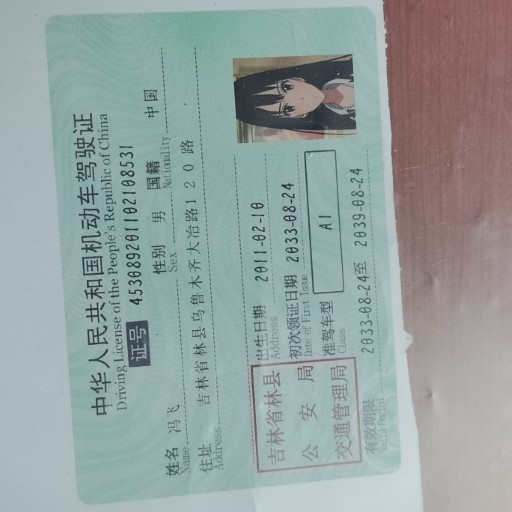 中华人民共和国机动车驾驶证
Driving License of the People's Republic of China
证号 453089201102108531
姓名 冯飞 性别 男 国籍 中国
Name Sex Nationality
住址 吉林省林县乌鲁木齐大冶路120路
Address
吉林省林县
公安局
交通管理局
出生日期 2011-02-10
Address
初次领证日期 2033-08-24
Date of First Issue
准驾车型 A1
Class
有效期限 2033-08-24至 2039-08-24
Valid Period